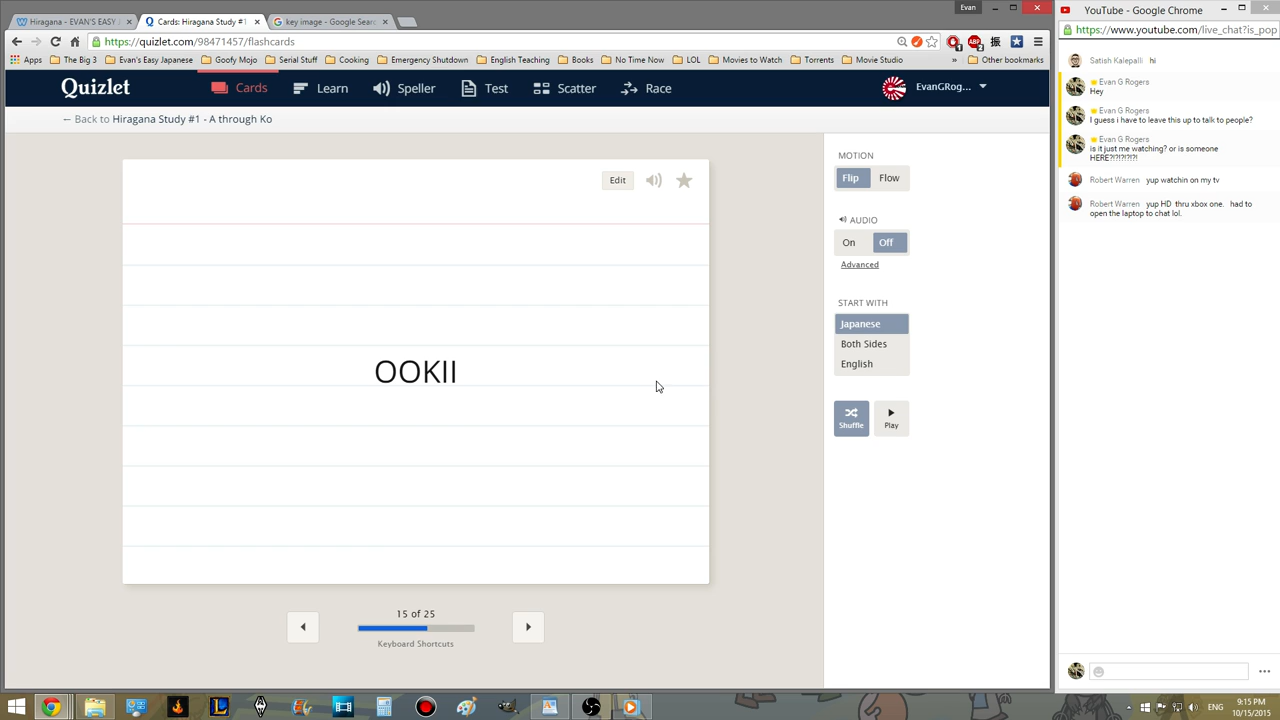 Evan
Hiragana - EVAN'S EASY J
Cards: Hiragana Study #1
key image - Google Searc
https://quizlet.com/98471457/flashcards
Apps
The Big 3
Evan's Easy Japanese
Goofy Mojo
Serial Stuff
Cooking
Emergency Shutdown
English Teaching
Books
No Time Now
LOL
Movies to Watch
Torrents
Movie Studio
»
Other bookmarks
Quizlet
Cards
Learn
Speller
Test
Scatter
Race
EvanGRog...
← Back to Hiragana Study #1 - A through Ko
Edit
OOKII
15 of 25
Keyboard Shortcuts
MOTION
Flip
Flow
AUDIO
On
Off
Advanced
START WITH
Japanese
Both Sides
English
Shuffle
Play
YouTube - Google Chrome
https://www.youtube.com/live_chat?is_pop
Satish Kalepalli hi
Evan G Rogers
Hey
Evan G Rogers
I guess i have to leave this up to talk to people?
Evan G Rogers
is it just me watching? or is someone
HERE?!?!?!?!?!
Robert Warren yup watchin on my tv
Robert Warren yup HD thru xbox one. had to
open the laptop to chat lol.
ENG
9:15 PM
10/15/2015